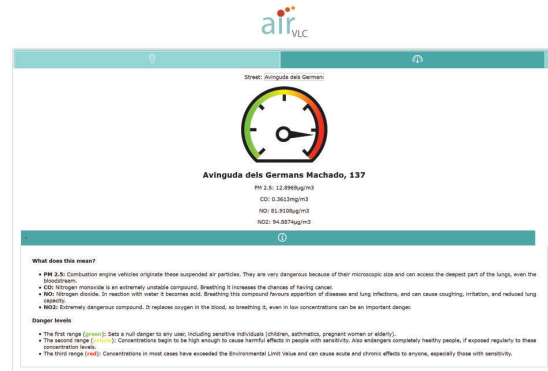 air VLC
Street: Avinguda dels German
Avinguda dels Germans Machado, 137
PM 2.5: 12.8969µg/m3
CO: 0.3613mg/m3
NO: 81.9108µg/m3
NO2: 94.8874µg/m3
What does this mean?
• PM 2.5: Combustion engine vehicles originate these suspended air particles. They are very dangerous because of their microscopic size and can access the deepest part of the lungs, even the
bloodstream.
• CO: Nitrogen monoxide is an extremely unstable compound. Breathing it increases the chances of having cancer.
• NO: Nitrogen dioxide. In reaction with water it becomes acid. Breathing this compound favours apparition of diseases and lung infections, and can cause coughing, irritation, and reduced lung
capacity.
• NO2: Extremely dangerous compound. It replaces oxygen in the blood, so breathing it, even in low concentrations can be an important danger.
Danger levels
• The first range (green): Sets a null danger to any user, including sensitive individuals (children, asthmatics, pregnant women or elderly).
• The second range (yellow): Concentrations begin to be high enough to cause harmful effects in people with sensitivity. Also endangers completely healthy people, if exposed regularly to these
concentration levels.
• The third range (red): Concentrations in most cases have exceeded the Environmental Limit Value and can cause acute and chronic effects to anyone, especially those with sensitivity.